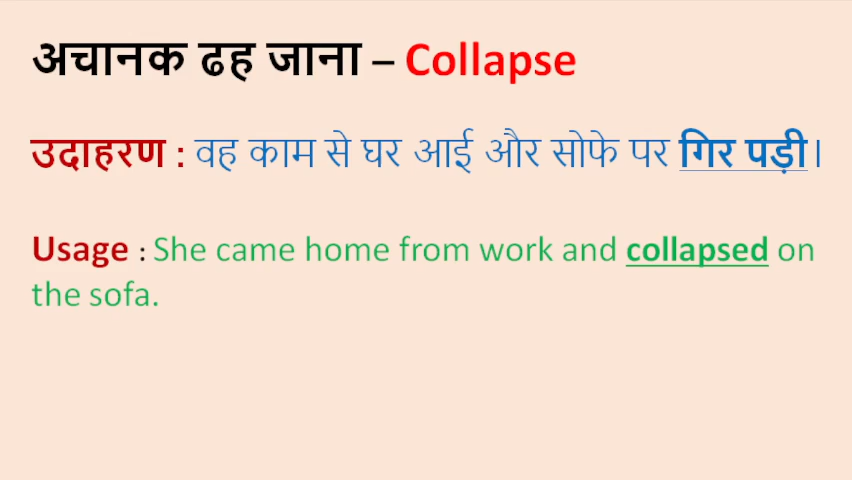 अचानक ढह जाना – Collapse
उदाहरण : वह काम से घर आई और सोफे पर गिर पड़ी।
Usage : She came home from work and collapsed on
the sofa.